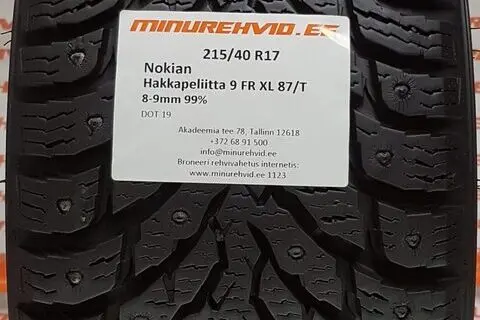 MINUREHVID.EE
215/40 R17
Nokian
Hakkapeliitta 9 FR XL 87/T
8-9mm 99%
DOT 19
Akadeemia tee 78, Tallinn 12618
+372 68 91 500
info@minurehvid.ee
Broneeri rehvivahetus internetis:
www.minurehvid.ee 1123